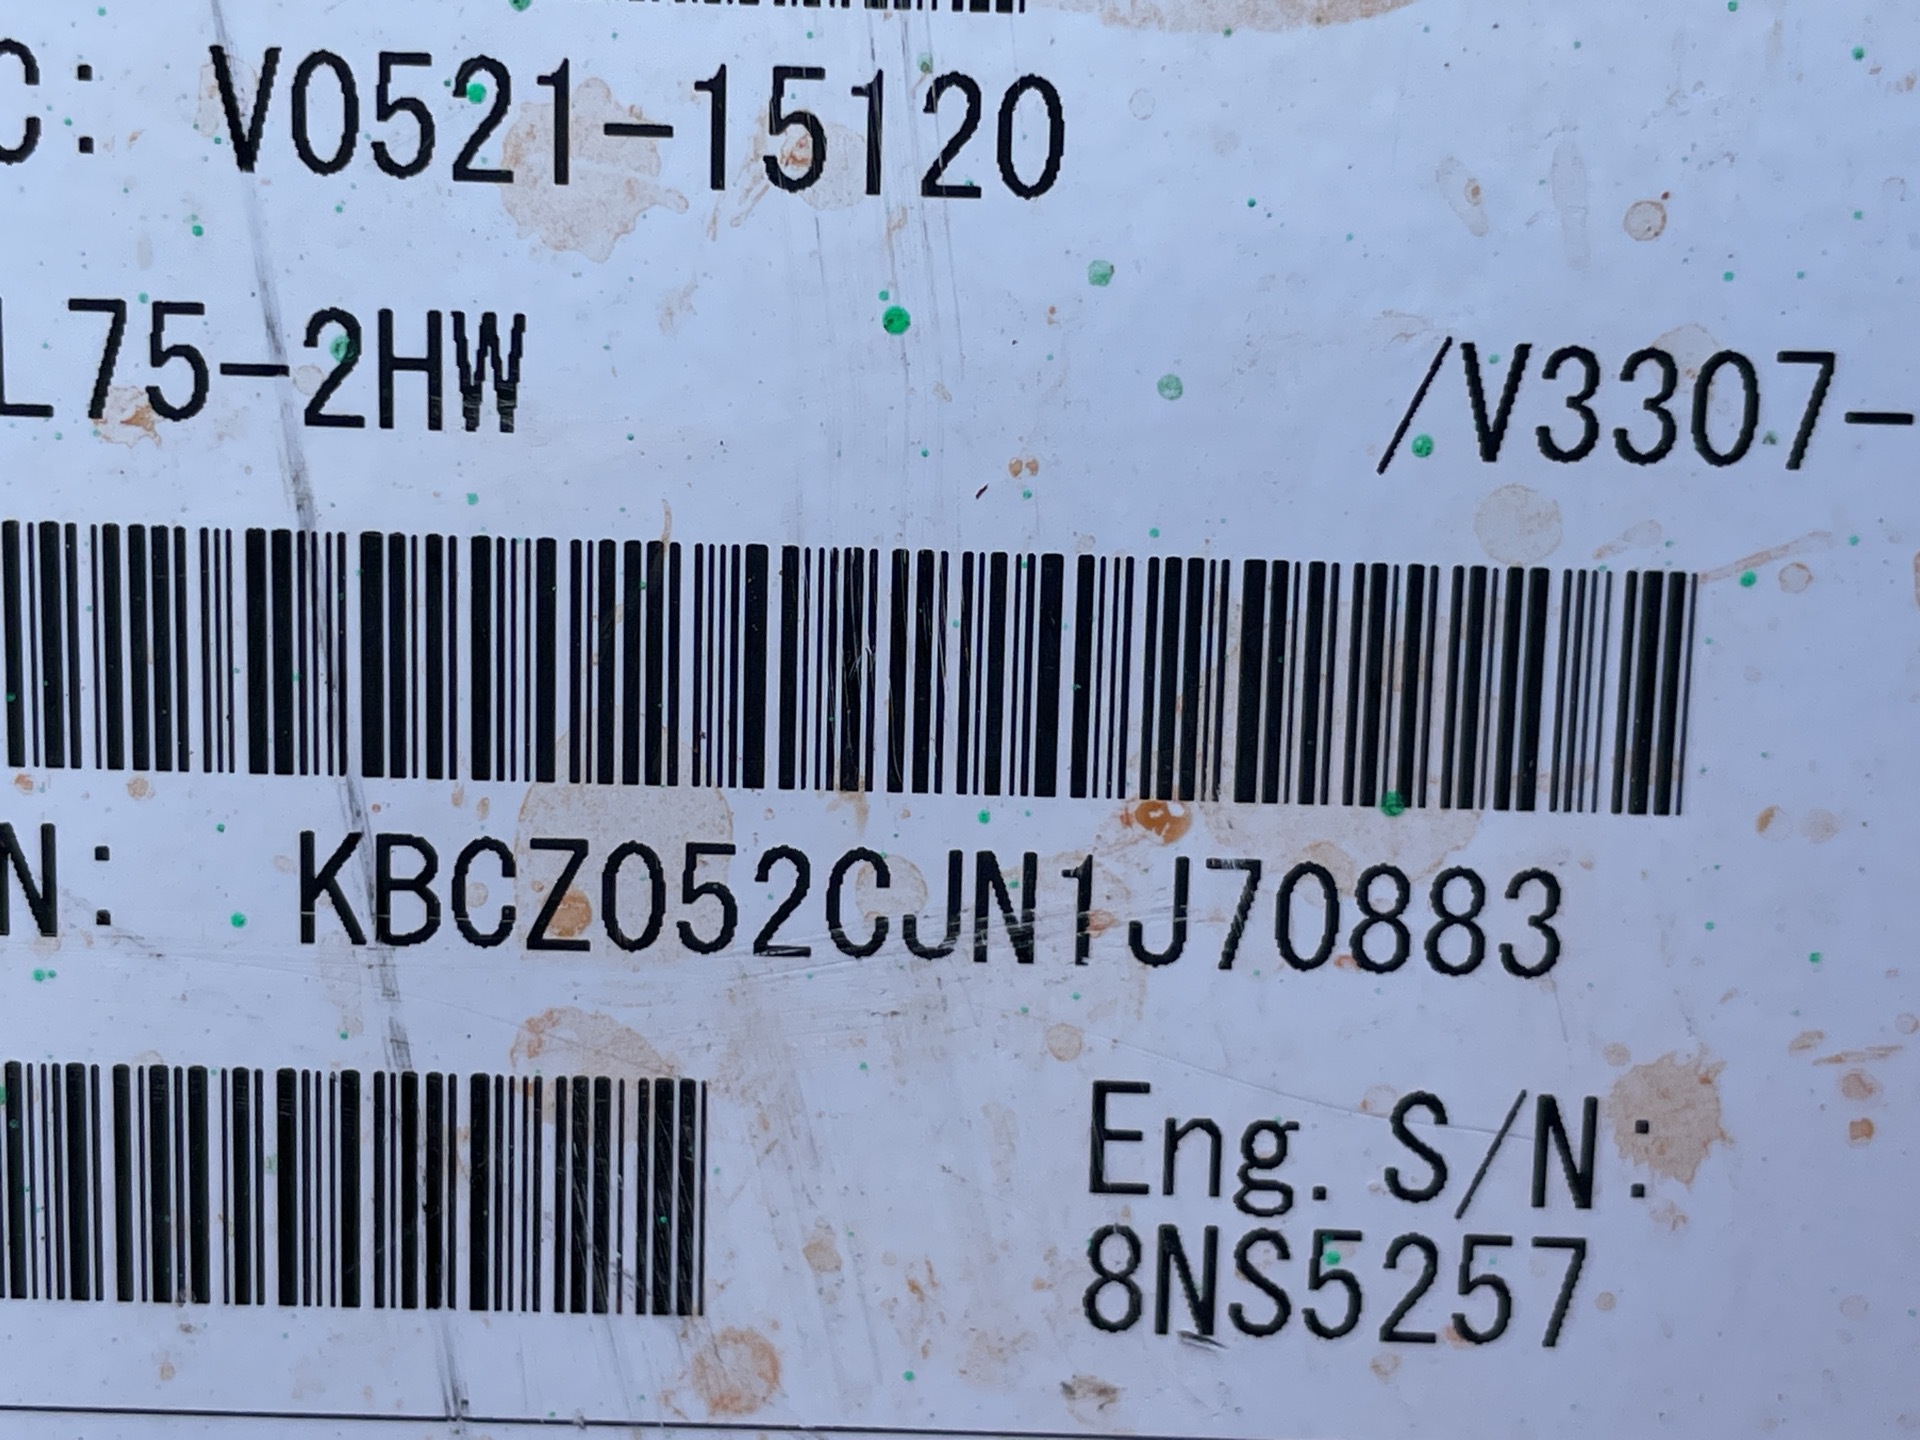 C: V0521-15120
L75-2HW /V3307-
N: KBCZ052CJN1J70883
Eng. S/N:
8NS5257